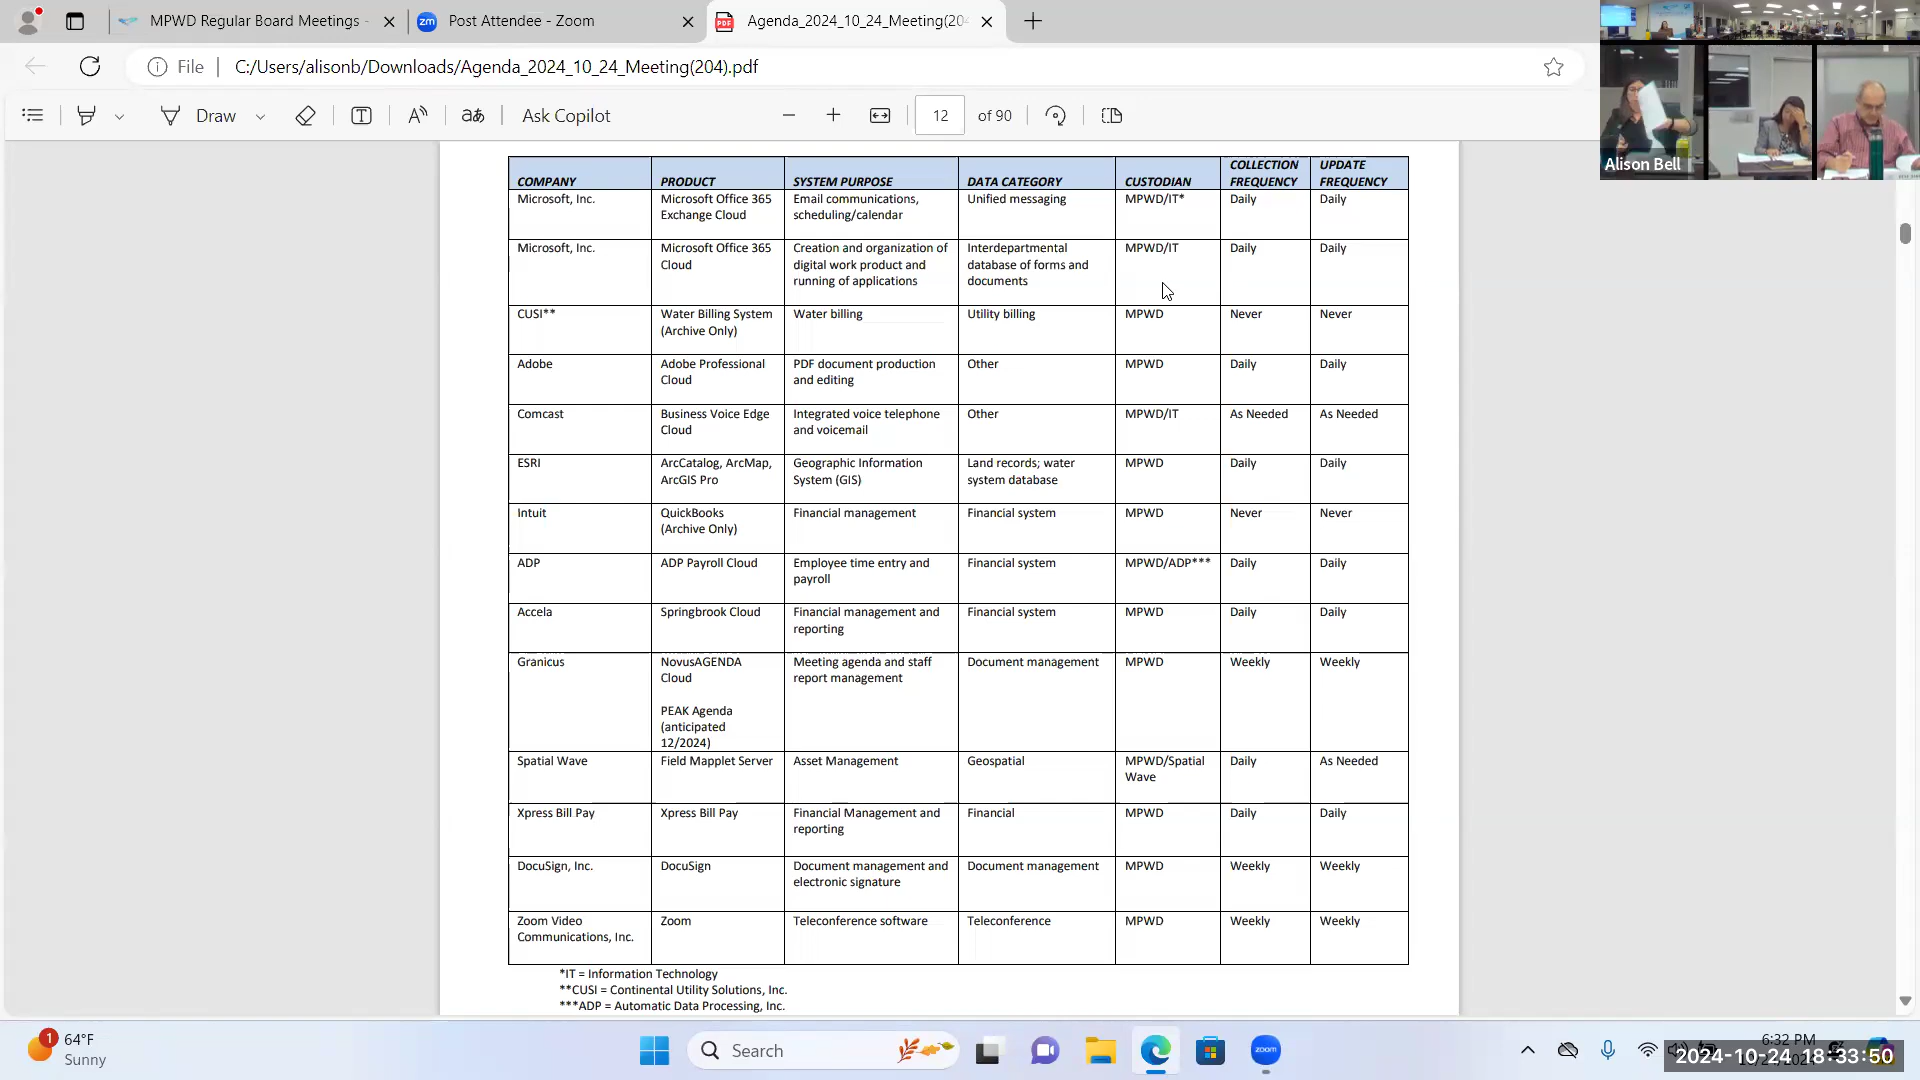 MPWD Regular Board Meetings -
Post Attendee - Zoom
Agenda_2024_10_24_Meeting(204
File
C:/Users/alisonb/Downloads/Agenda_2024_10_24_Meeting(204).pdf
Draw
Ask Copilot
12 of 90
Alison Bell
COMPANY PRODUCT SYSTEM PURPOSE DATA CATEGORY CUSTODIAN COLLECTION FREQUENCY UPDATE FREQUENCY
Microsoft, Inc. Microsoft Office 365 Exchange Cloud Email communications, scheduling/calendar Unified messaging MPWD/IT* Daily Daily
Microsoft, Inc. Microsoft Office 365 Cloud Creation and organization of digital work product and running of applications Interdepartmental database of forms and documents MPWD/IT Daily Daily
CUSI** Water Billing System (Archive Only) Water billing Utility billing MPWD Never Never
Adobe Adobe Professional Cloud PDF document production and editing Other MPWD Daily Daily
Comcast Business Voice Edge Cloud Integrated voice telephone and voicemail Other MPWD/IT As Needed As Needed
ESRI ArcCatalog, ArcMap, ArcGIS Pro Geographic Information System (GIS) Land records; water system database MPWD Daily Daily
Intuit QuickBooks (Archive Only) Financial management Financial system MPWD Never Never
ADP ADP Payroll Cloud Employee time entry and payroll Financial system MPWD/ADP*** Daily Daily
Accela Springbrook Cloud Financial management and reporting Financial system MPWD Daily Daily
Granicus NovusAGENDA Cloud PEAK Agenda (anticipated 12/2024) Meeting agenda and staff report management Document management MPWD Weekly Weekly
Spatial Wave Field Mapplet Server Asset Management Geospatial MPWD/Spatial Wave Daily As Needed
Xpress Bill Pay Xpress Bill Pay Financial Management and reporting Financial MPWD Daily Daily
DocuSign, Inc. DocuSign Document management and electronic signature Document management MPWD Weekly Weekly
Zoom Video Communications, Inc. Zoom Teleconference software Teleconference MPWD Weekly Weekly
*IT = Information Technology
**CUSI = Continental Utility Solutions, Inc.
***ADP = Automatic Data Processing, Inc.
1
64°F
Sunny
Search
zoom
6:32 PM
2024-10-24 18:33:50